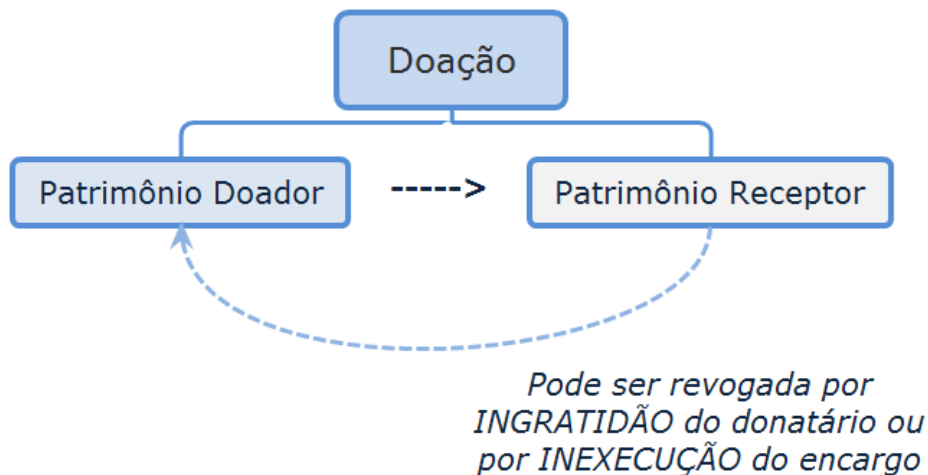 Doação
Patrimônio Doador
----->
Patrimônio Receptor
Pode ser revogada por
INGRATIDÃO do donatário ou
por INEXECUÇÃO do encargo